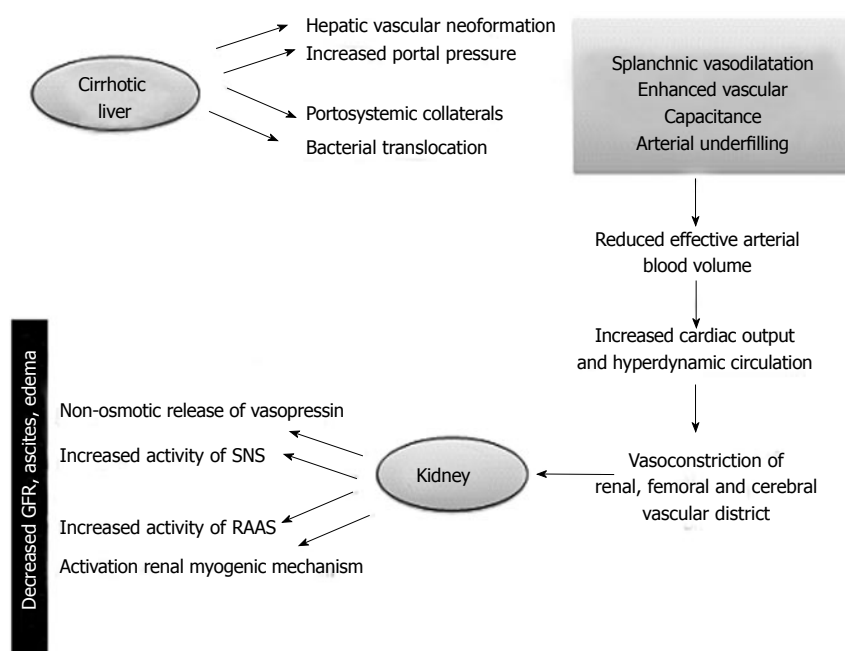 Cirrhotic
liver
Hepatic vascular neoformation
Increased portal pressure
Portosystemic collaterals
Bacterial translocation
Splanchnic vasodilatation
Enhanced vascular
Capacitance
Arterial underfilling
Reduced effective arterial
blood volume
Increased cardiac output
and hyperdynamic circulation
Vasoconstriction of
renal, femoral and cerebral
vascular district
Kidney
Non-osmotic release of vasopressin
Increased activity of SNS
Increased activity of RAAS
Activation renal myogenic mechanism
Decreased GFR, ascites, edema